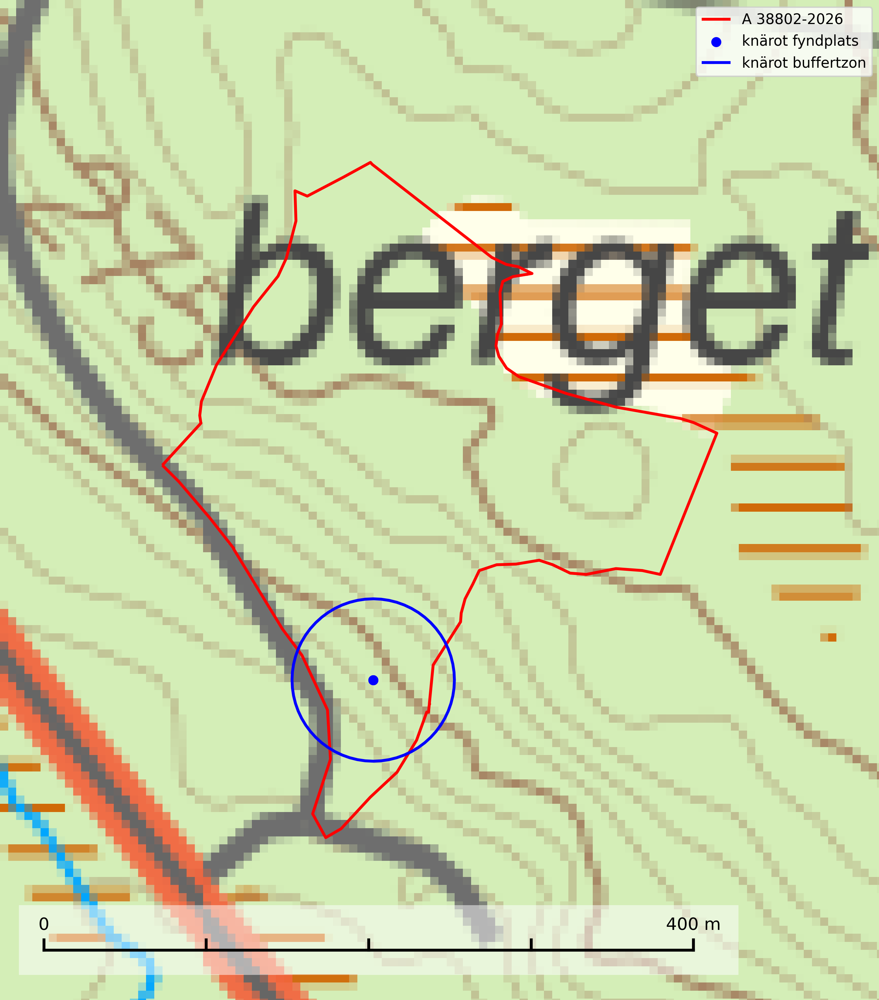 A 38802-2026
knärot fyndplats
knärot buffertzon
berget
0 400 m